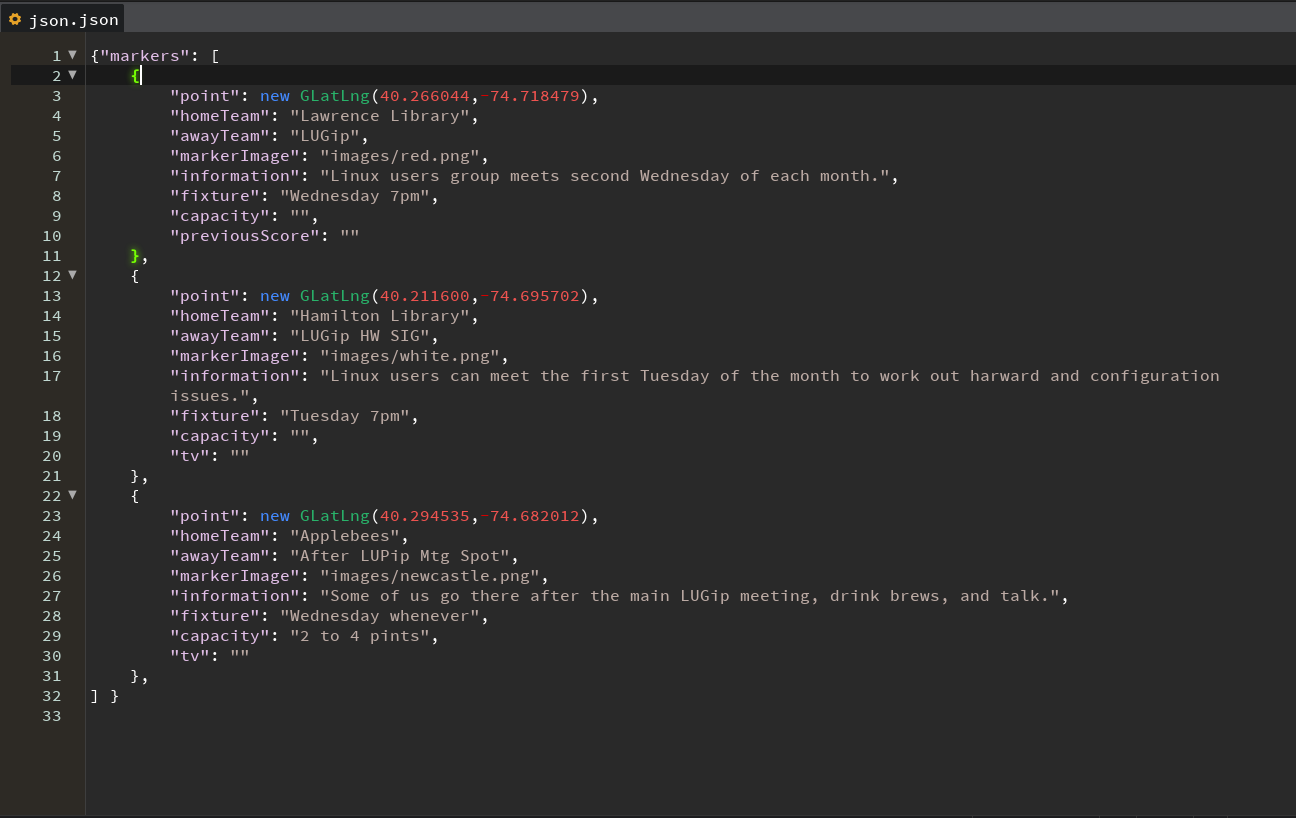 json.json
1 {"markers": [
2 {
3 "point": new GLatLng(40.266044,-74.718479),
4 "homeTeam": "Lawrence Library",
5 "awayTeam": "LUGip",
6 "markerImage": "images/red.png",
7 "information": "Linux users group meets second Wednesday of each month.",
8 "fixture": "Wednesday 7pm",
9 "capacity": "",
10 "previousScore": ""
11 },
12 {
13 "point": new GLatLng(40.211600,-74.695702),
14 "homeTeam": "Hamilton Library",
15 "awayTeam": "LUGip HW SIG",
16 "markerImage": "images/white.png",
17 "information": "Linux users can meet the first Tuesday of the month to work out harward and configuration
issues.",
18 "fixture": "Tuesday 7pm",
19 "capacity": "",
20 "tv": ""
21 },
22 {
23 "point": new GLatLng(40.294535,-74.682012),
24 "homeTeam": "Applebees",
25 "awayTeam": "After LUPip Mtg Spot",
26 "markerImage": "images/newcastle.png",
27 "information": "Some of us go there after the main LUGip meeting, drink brews, and talk.",
28 "fixture": "Wednesday whenever",
29 "capacity": "2 to 4 pints",
30 "tv": ""
31 },
32 ] }
33